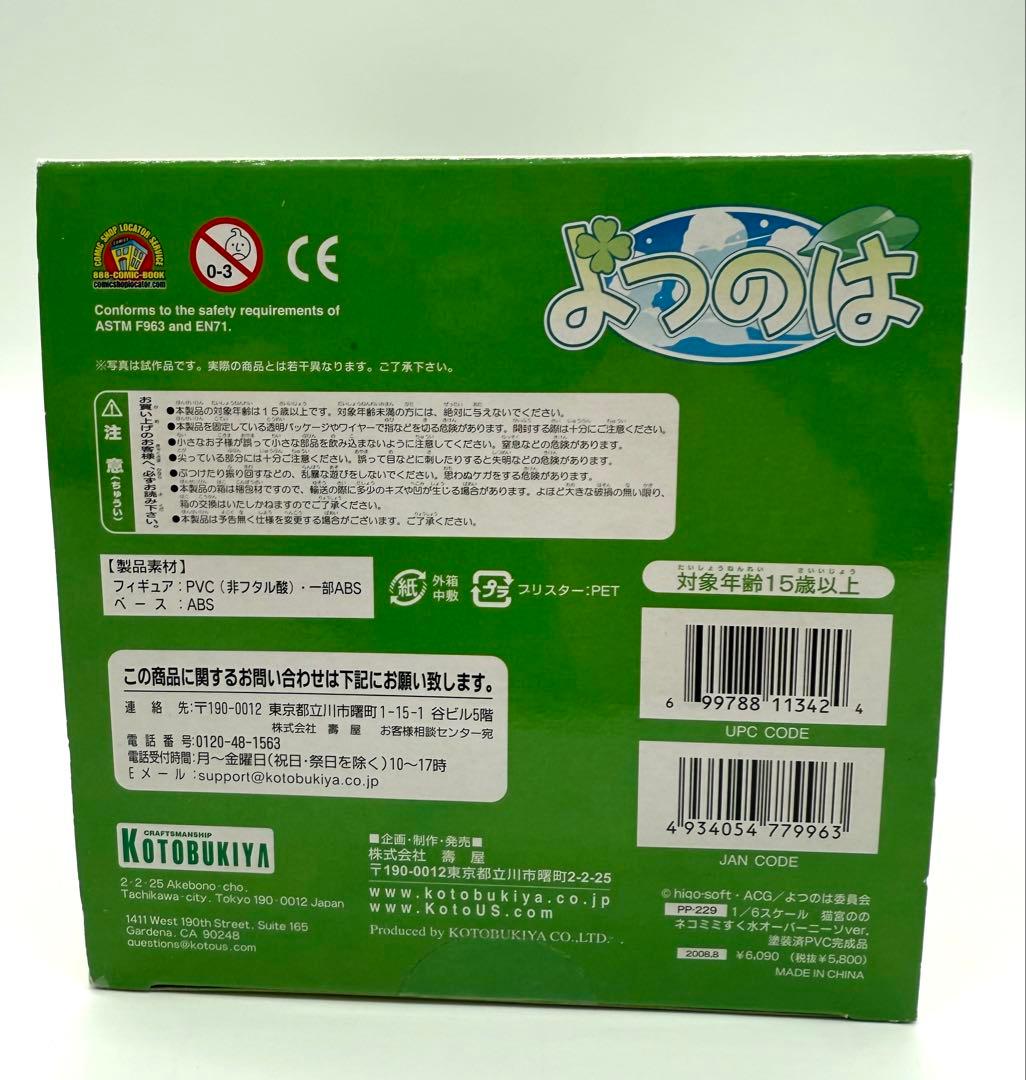 COMIC SHOP LOCATOR SERVICE
COMICS
888-COMIC-BOOK
comicshoplocator.com
0-3
CE
よつのは
Conforms to the safety requirements of
ASTM F963 and EN71.
※写真は試作品です。実際の商品とは若干異なります。ご了承下さい。
注意(ちゅうい)
お買い上げのお客様へ、必ずお読み下さい。
●本製品の対象年齢は15歳以上です。対象年齢未満の方には、絶対に与えないでください。
●本製品を固定している透明パッケージやワイヤーで指などを切る危険があります。開封する際は十分にご注意ください。
●小さなお子様が誤って小さな部品を飲み込まないように注意してください。窒息などの危険があります。
●尖っている部分には十分ご注意ください。誤って目などに刺したりすると失明などの危険があります。
●ぶつけたり振り回すなどの、乱暴な遊びをしないでください。思わぬケガをする危険があります。
●本製品の箱は梱包材ですので、輸送の際に多少のキズや凹が生じる場合があります。よほど大きな破損の無い限り、
箱の交換はいたしかねますのでご了承ください。
●本製品は予告無く仕様を変更する場合がございます。ご了承ください。
【製品素材】
フィギュア:PVC(非フタル酸)・一部ABS
ベース:ABS
紙
外箱
中敷
プラ
ブリスター:PET
たいしょうねんれい さいいじょう
対象年齢15歳以上
6 99788 11342 4
UPC CODE
4 934054 779963
JAN CODE
この商品に関するお問い合わせは下記にお願い致します。
連絡先:〒190-0012 東京都立川市曙町1-15-1 谷ビル5階
株式会社 壽屋 お客様相談センター宛
電話番号:0120-48-1563
電話受付時間:月〜金曜日(祝日・祭日を除く)10〜17時
Eメール:support@kotobukiya.co.jp
CRAFTSMANSHIP
KOTOBUKIYA
2-2-25 Akebono-cho,
Tachikawa-city, Tokyo 190-0012 Japan
1411 West 190th Street, Suite 165
Gardena, CA 90248
questions@kotous.com
■企画・制作・発売■
株式会社 壽屋
〒190-0012東京都立川市曙町2-2-25
www.kotobukiya.co.jp
www.KotoUS.com
Produced by KOTOBUKIYA CO.,LTD.
©higo-soft・ACG/よつのは委員会
PP-229 1/6スケール 猫宮のの
ネコミミすく水オーバーニーソver.
塗装済PVC完成品
2008.8 ¥6,090 (税抜¥5,800)
MADE IN CHINA